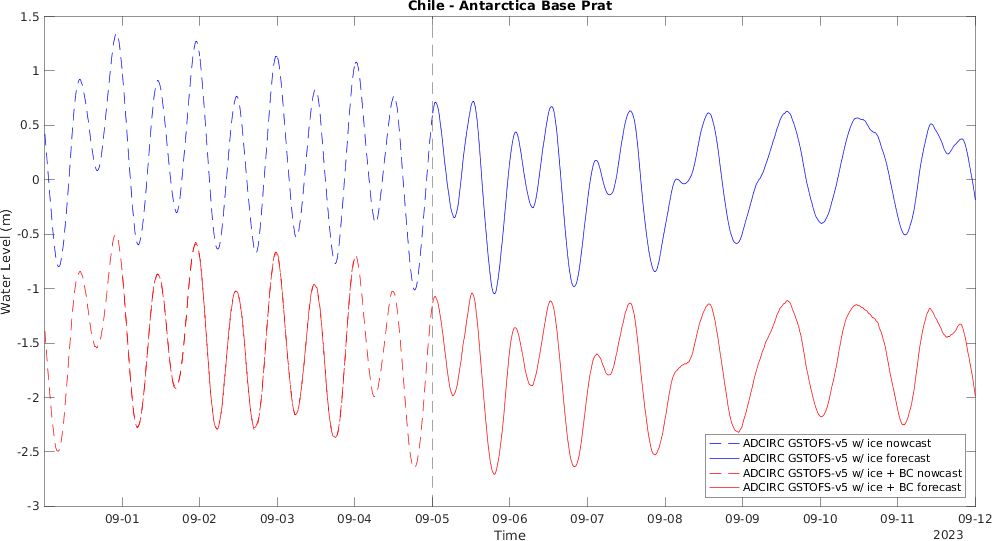 Chile - Antarctica Base Prat
1.5
1
0.5
0
-0.5
-1
-1.5
-2
-2.5
-3
Water Level (m)
09-01 09-02 09-03 09-04 09-05 09-06 09-07 09-08 09-09 09-10 09-11 09-12
Time
2023
ADCIRC GSTOFS-v5 w/ ice nowcast
ADCIRC GSTOFS-v5 w/ ice forecast
ADCIRC GSTOFS-v5 w/ ice + BC nowcast
ADCIRC GSTOFS-v5 w/ ice + BC forecast